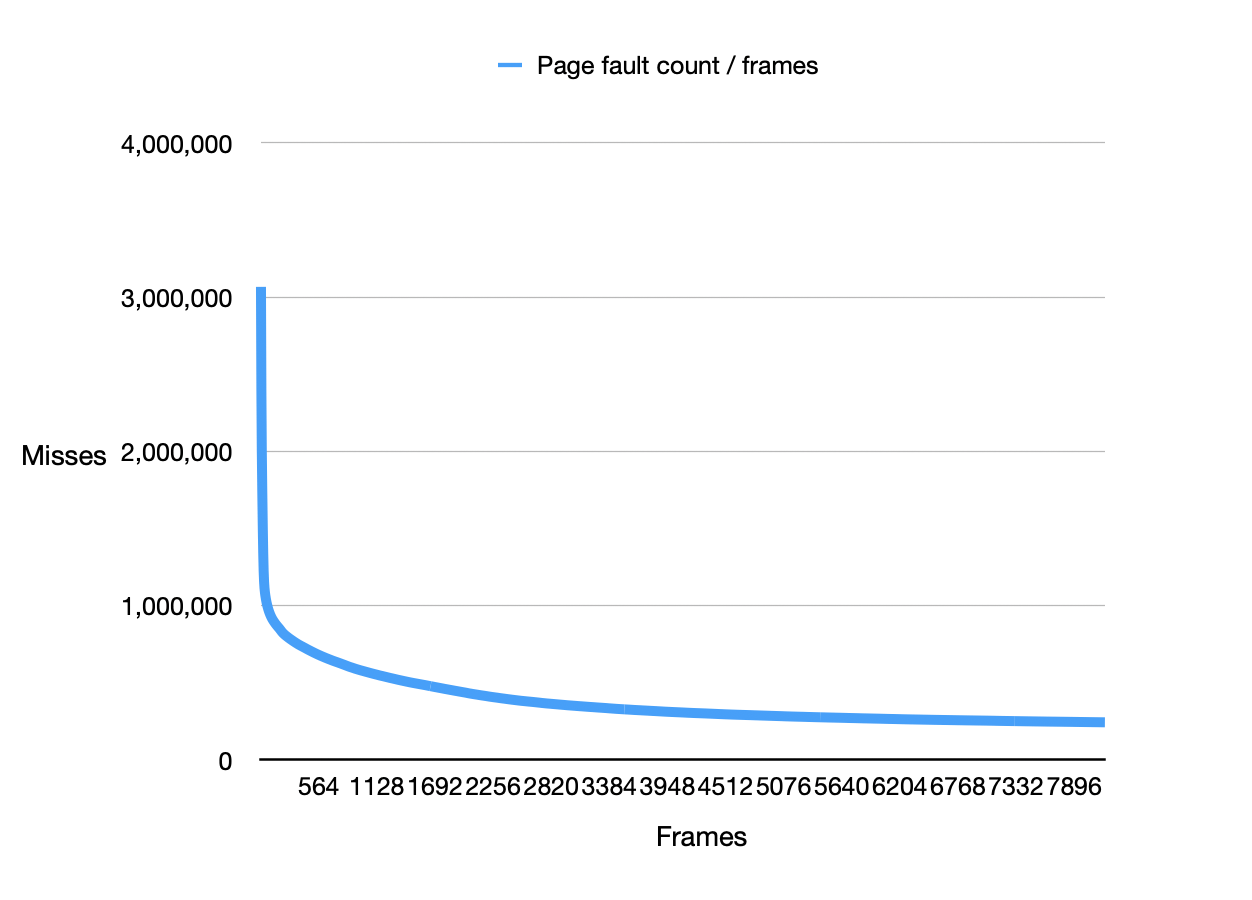 Page fault count / frames
4,000,000
3,000,000
Misses
2,000,000
1,000,000
0
564 1128 1692 2256 2820 3384 3948 4512 5076 5640 6204 6768 7332 7896
Frames